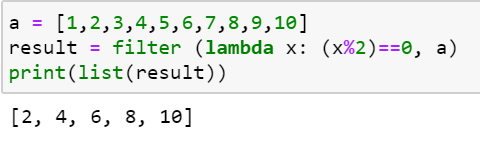 a = [1,2,3,4,5,6,7,8,9,10]
result = filter (lambda x: (x%2)==0, a)
print(list(result))
[2, 4, 6, 8, 10]